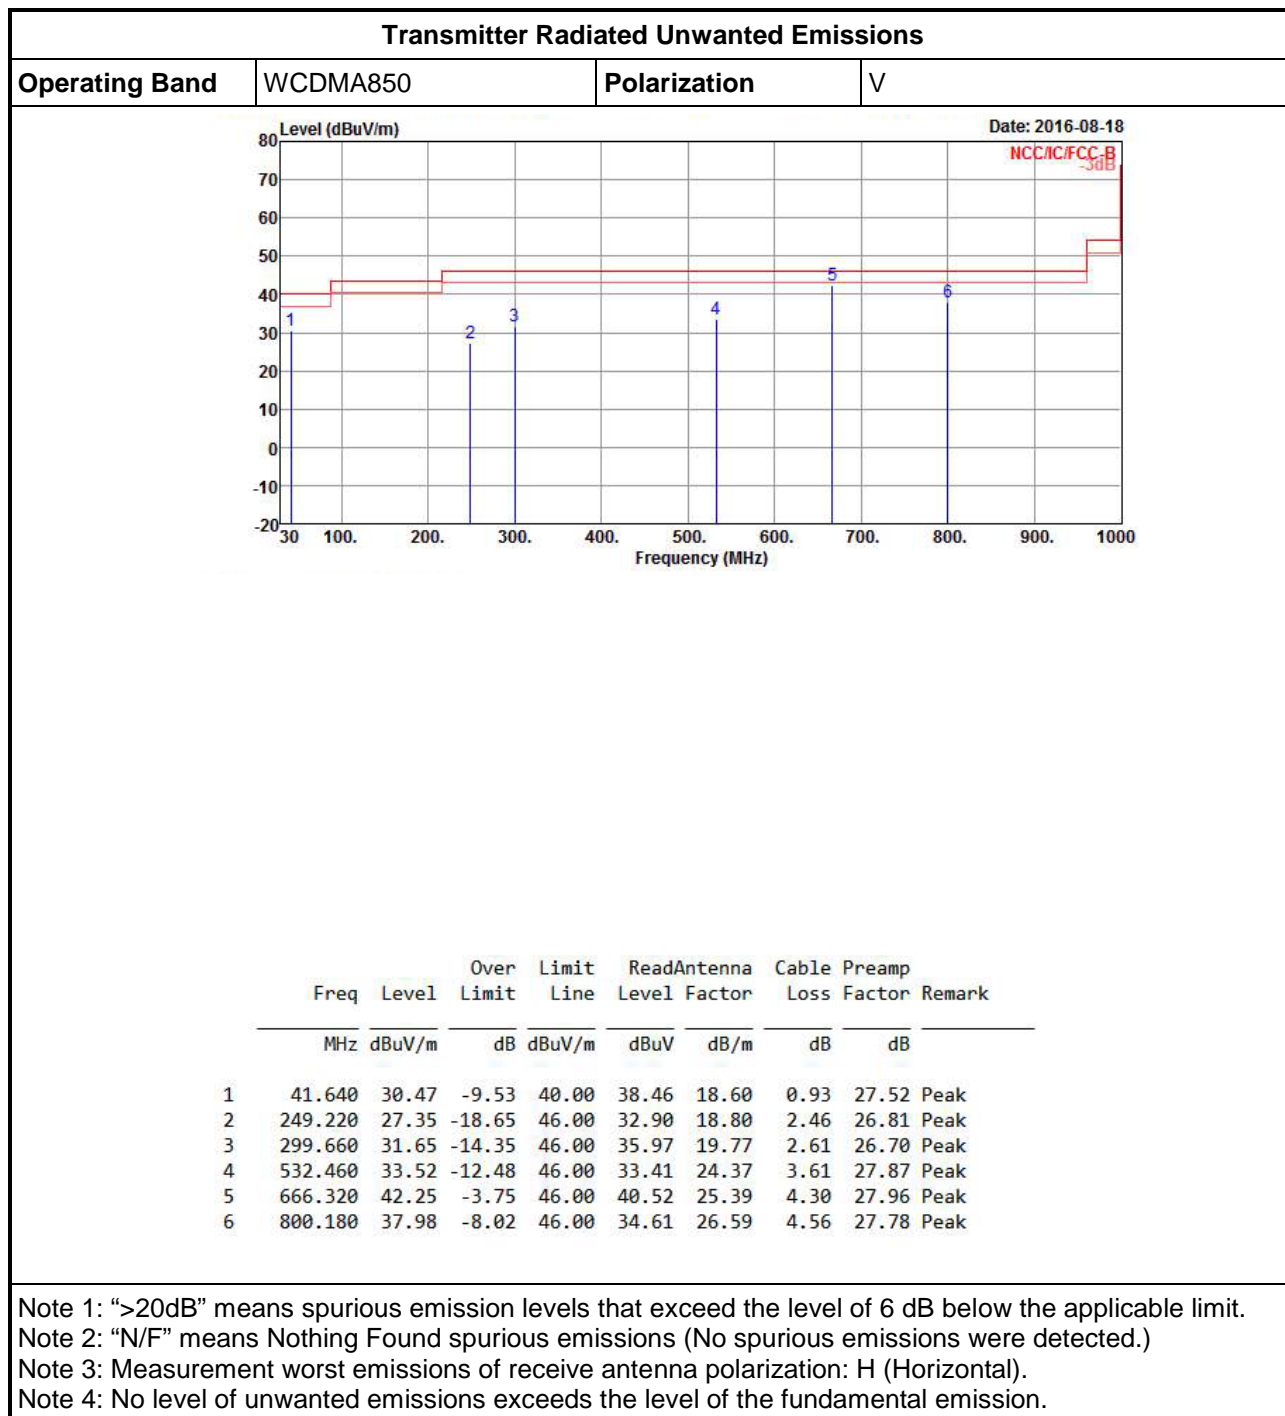 Transmitter Radiated Unwanted Emissions
Operating Band WCDMA850 Polarization V
Level (dBuV/m) Date: 2016-08-18
80
NCC/IC/FCC-B
-3dB
70
60
50
40
30
20
10
0
-10
-20
1 2 3 4 5 6
30 100. 200. 300. 400. 500. 600. 700. 800. 900. 1000
Frequency (MHz)
Over Limit ReadAntenna Cable Preamp
Freq Level Limit Line Level Factor Loss Factor Remark
MHz dBuV/m dB dBuV/m dBuV dB/m dB dB
1 41.640 30.47 -9.53 40.00 38.46 18.60 0.93 27.52 Peak
2 249.220 27.35 -18.65 46.00 32.90 18.80 2.46 26.81 Peak
3 299.660 31.65 -14.35 46.00 35.97 19.77 2.61 26.70 Peak
4 532.460 33.52 -12.48 46.00 33.41 24.37 3.61 27.87 Peak
5 666.320 42.25 -3.75 46.00 40.52 25.39 4.30 27.96 Peak
6 800.180 37.98 -8.02 46.00 34.61 26.59 4.56 27.78 Peak
Note 1: “>20dB” means spurious emission levels that exceed the level of 6 dB below the applicable limit.
Note 2: “N/F” means Nothing Found spurious emissions (No spurious emissions were detected.)
Note 3: Measurement worst emissions of receive antenna polarization: H (Horizontal).
Note 4: No level of unwanted emissions exceeds the level of the fundamental emission.